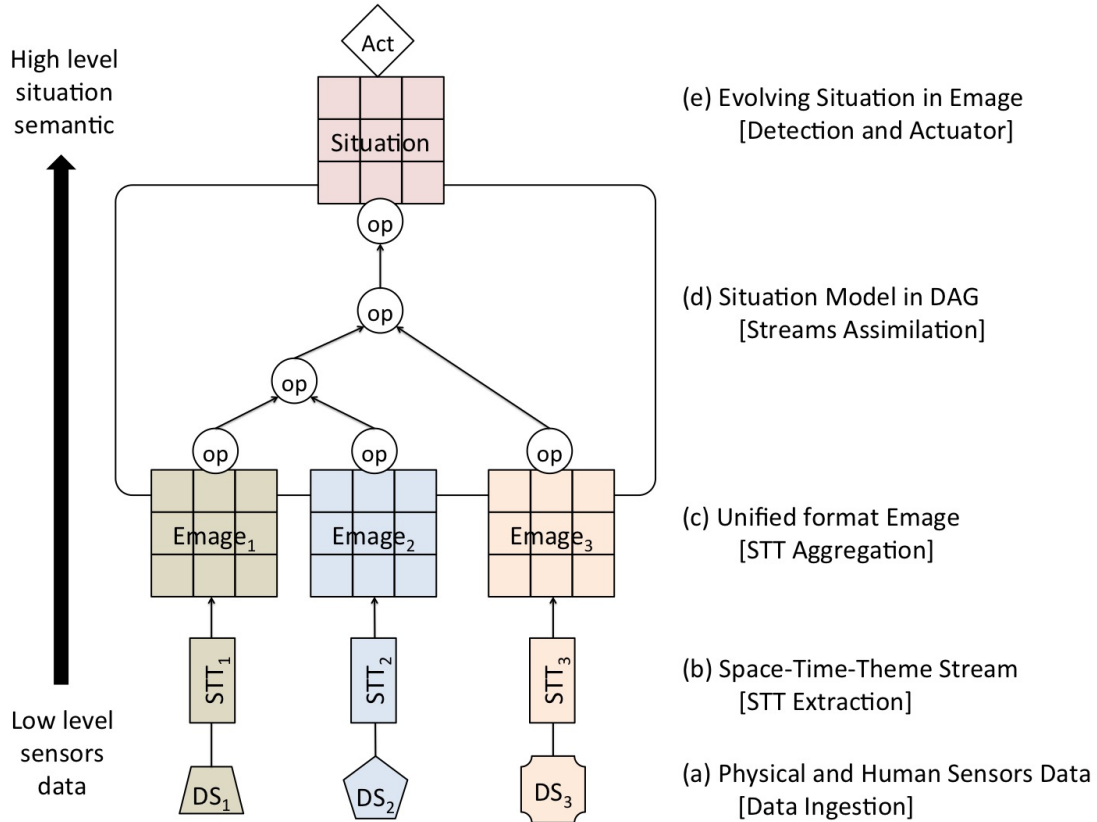 Act
High level
situation
semantic
Situation
(e) Evolving Situation in Emage
[Detection and Actuator]
op
op
(d) Situation Model in DAG
[Streams Assimilation]
op
op op op
Emage₁ Emage₂ Emage₃
(c) Unified format Emage
[STT Aggregation]
STT₁ STT₂ STT₃
(b) Space-Time-Theme Stream
[STT Extraction]
Low level
sensors
data
DS₁ DS₂ DS₃
(a) Physical and Human Sensors Data
[Data Ingestion]